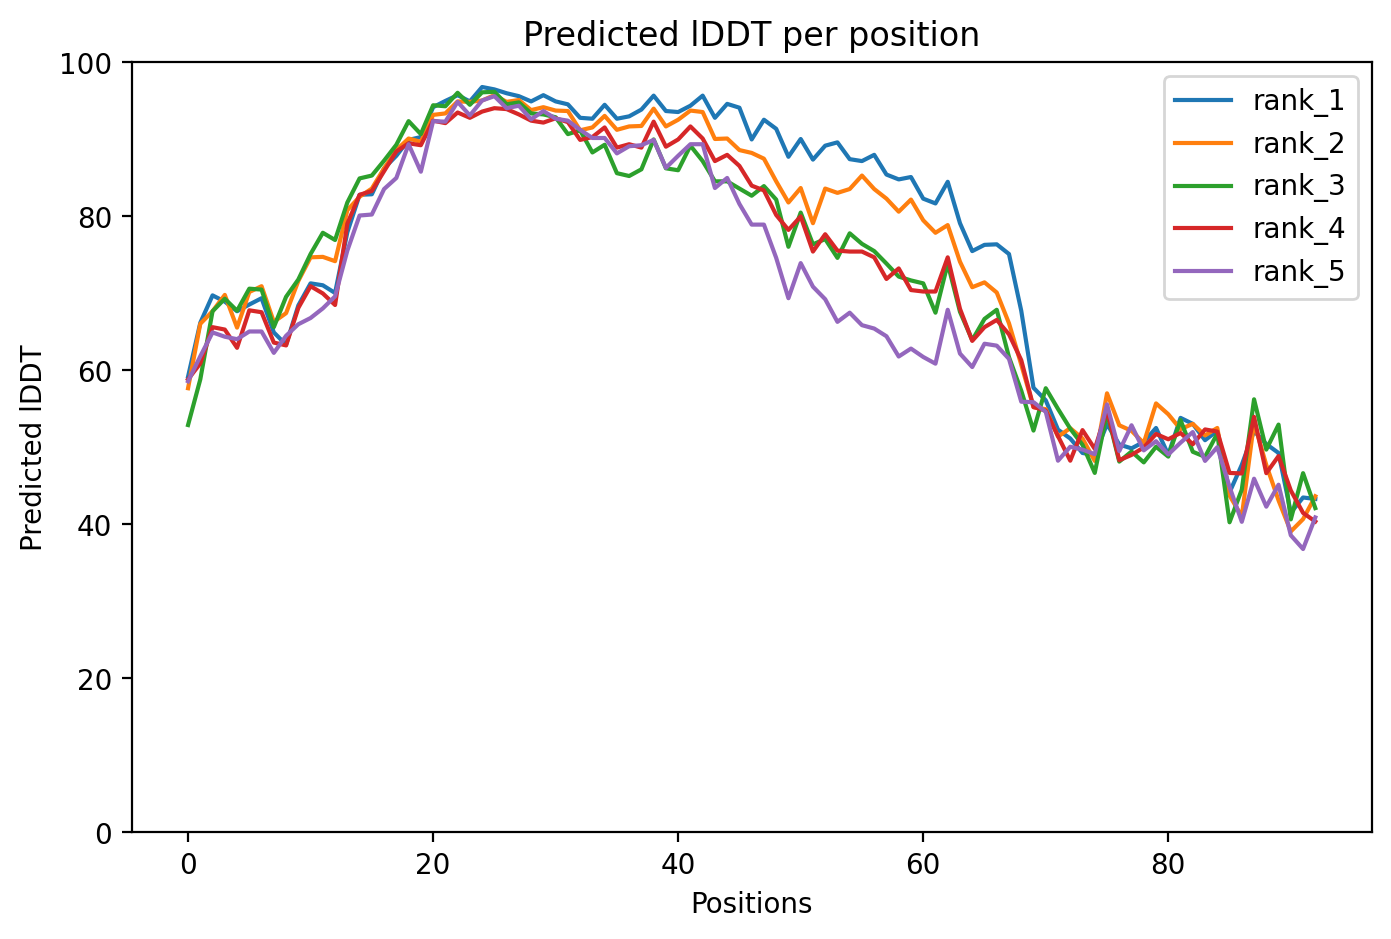 Predicted lDDT per position
100
80
60
40
20
0
Predicted lDDT
rank_1
rank_2
rank_3
rank_4
rank_5
0 20 40 60 80
Positions